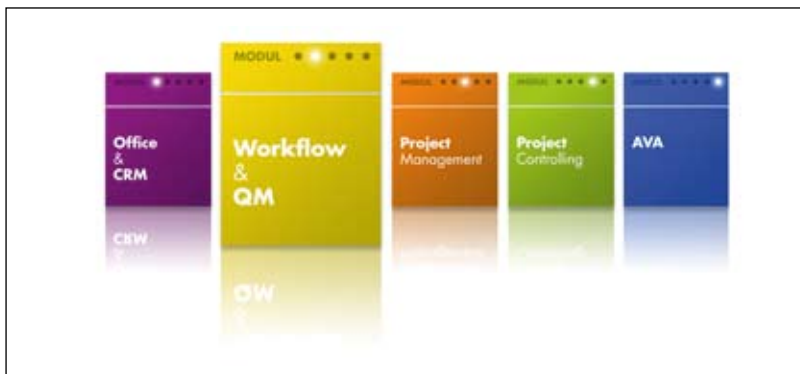 MODUL
Office
&
CRM
MODUL
Workflow
&
QM
MODUL
Project
Management
MODUL
Project
Controlling
MODUL
AVA